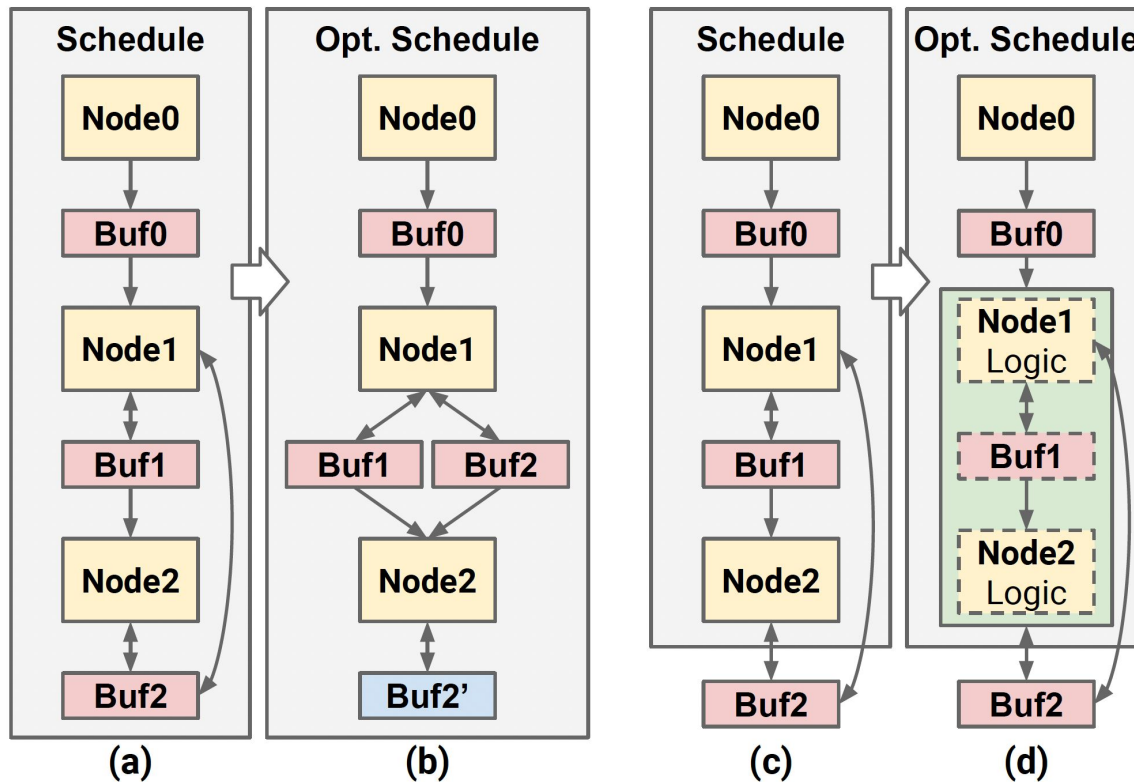 Schedule
Node0
Buf0
Node1
Buf1
Node2
Buf2
(a)
Opt. Schedule
Node0
Buf0
Node1
Buf1
Buf2
Node2
Buf2’
(b)
Schedule
Node0
Buf0
Node1
Buf1
Node2
Buf2
(c)
Opt. Schedule
Node0
Buf0
Node1
Logic
Buf1
Node2
Logic
Buf2
(d)